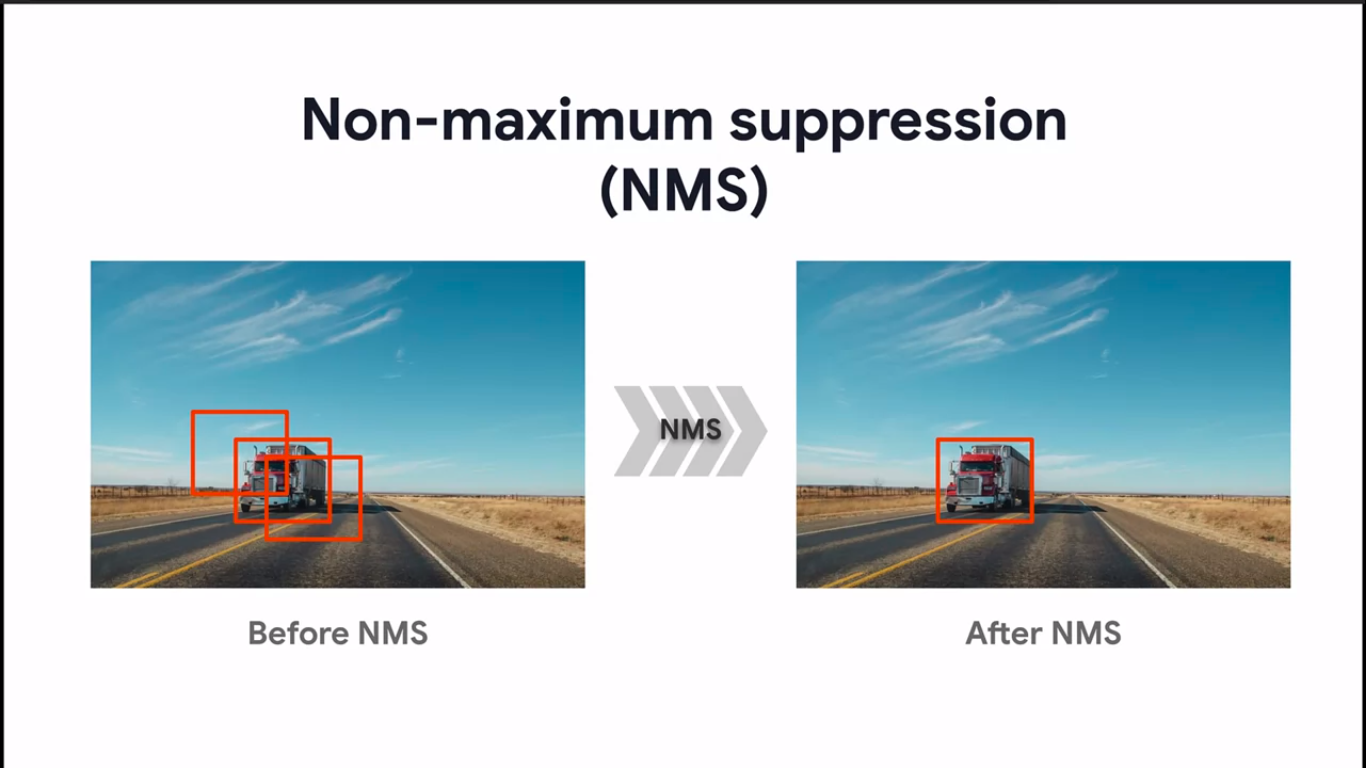 Non-maximum suppression
(NMS)
NMS
Before NMS
After NMS